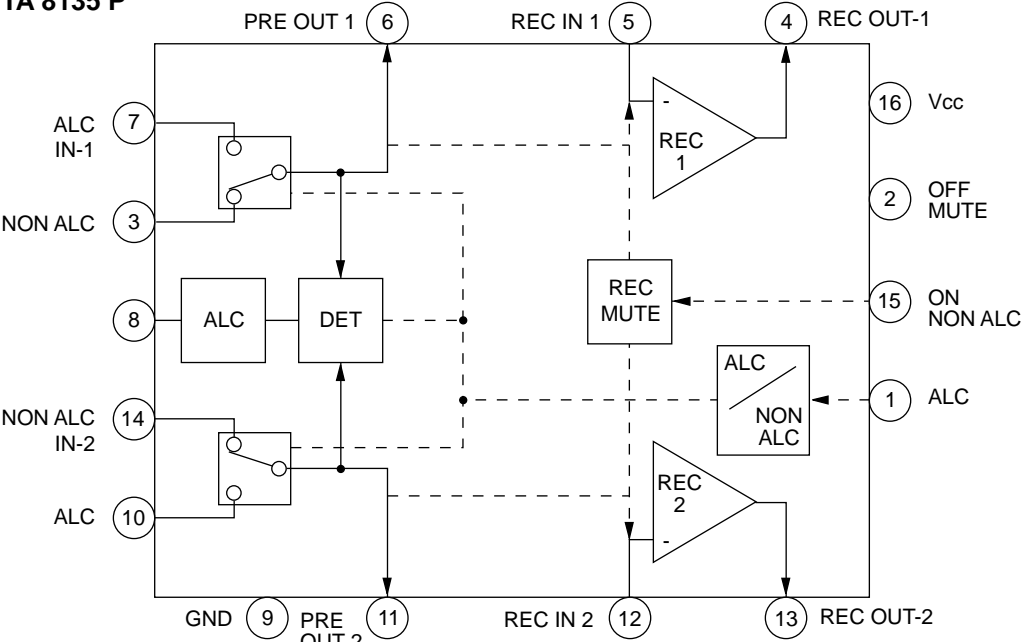 TA 8135 P
PRE OUT 1
6
REC IN 1
5
4
REC OUT-1
7
ALC
IN-1
3
NON ALC
8
ALC
DET
NON ALC
IN-2
14
ALC
10
REC
1
-
REC
MUTE
ALC
NON
ALC
REC
2
-
16
Vcc
2
OFF
MUTE
15
ON
NON ALC
1
ALC
GND
9
PRE
OUT 2
11
REC IN 2
12
13
REC OUT-2